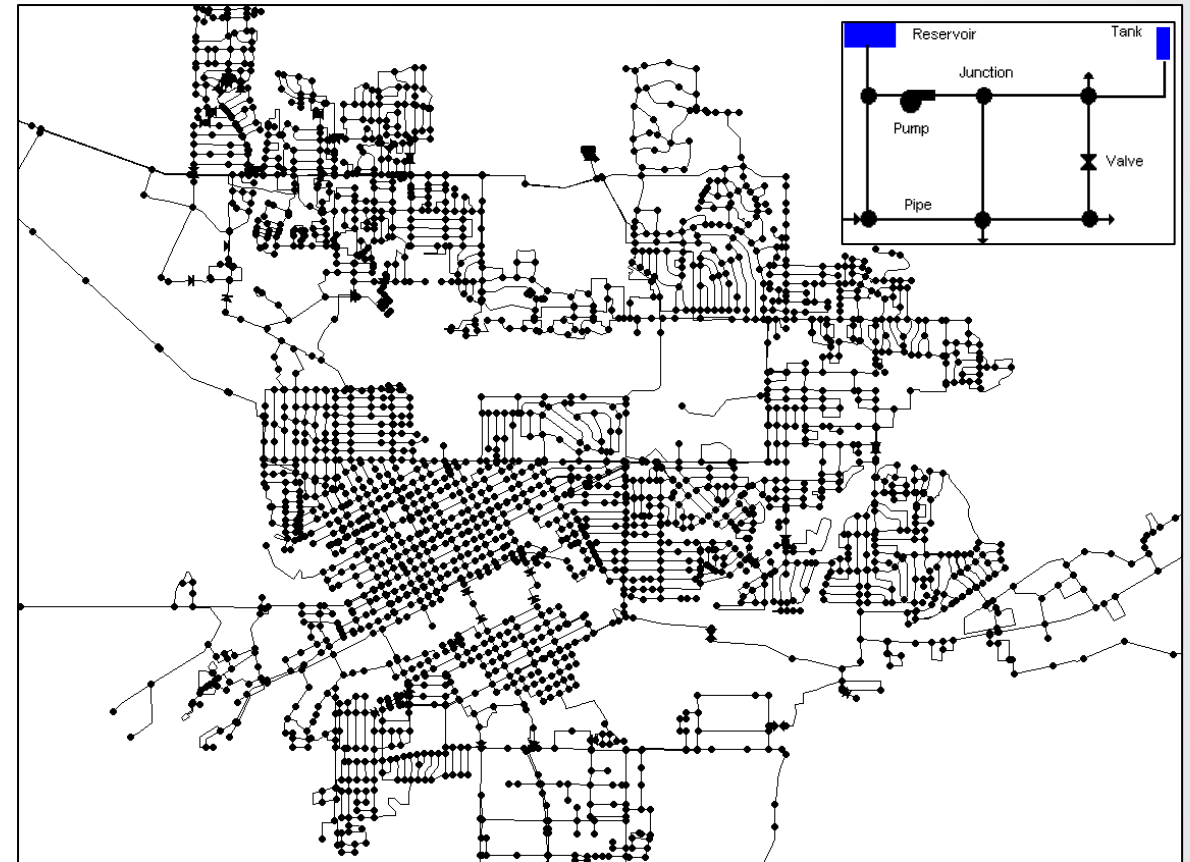 Reservoir
Tank
Junction
Pump
Valve
Pipe